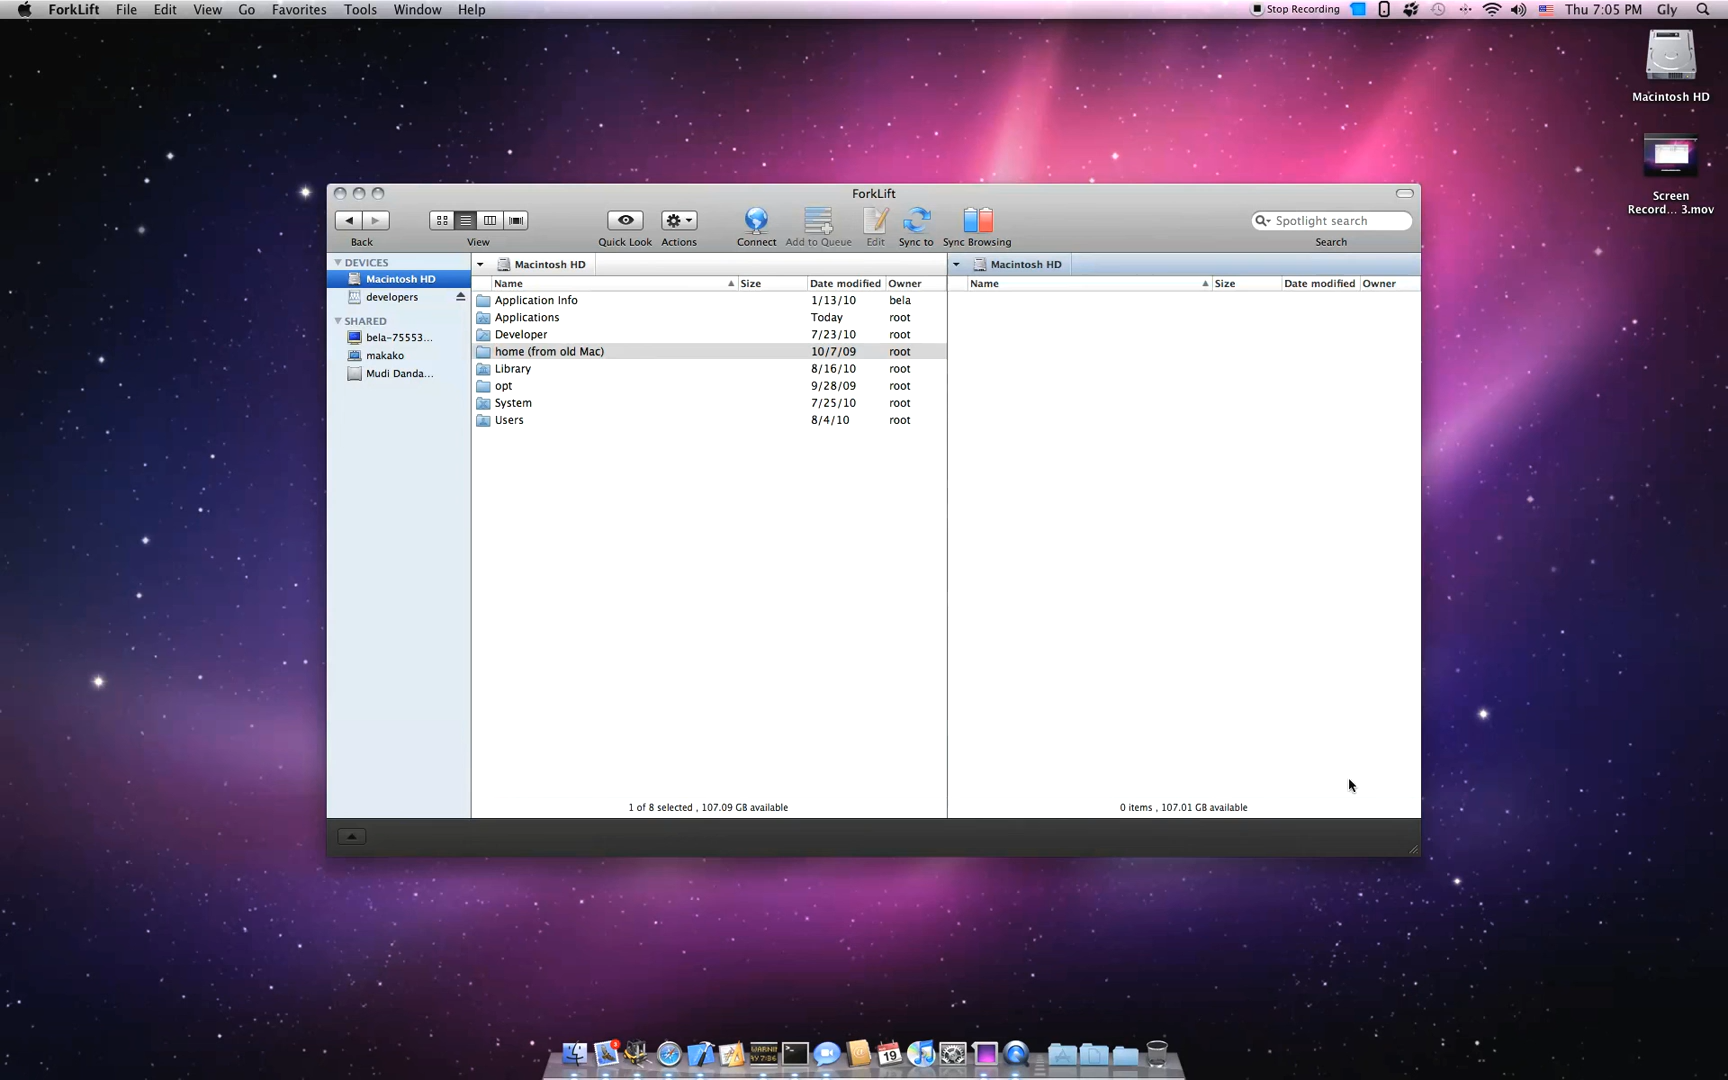 ForkLift File Edit View Go Favorites Tools Window Help Stop Recording Thu 7:05 PM Gly
Macintosh HD
Screen
Record... 3.mov
ForkLift
Spotlight search
Back View Quick Look Actions Connect Add to Queue Edit Sync to Sync Browsing Search
DEVICES
Macintosh HD
developers
SHARED
bela-75553...
makako
Mudi Danda...
Macintosh HD
Name Size Date modified Owner
Application Info 1/13/10 bela
Applications Today root
Developer 7/23/10 root
home (from old Mac) 10/7/09 root
Library 8/16/10 root
opt 9/28/09 root
System 7/25/10 root
Users 8/4/10 root
1 of 8 selected , 107.09 GB available
Macintosh HD
Name Size Date modified Owner
0 items , 107.01 GB available
19